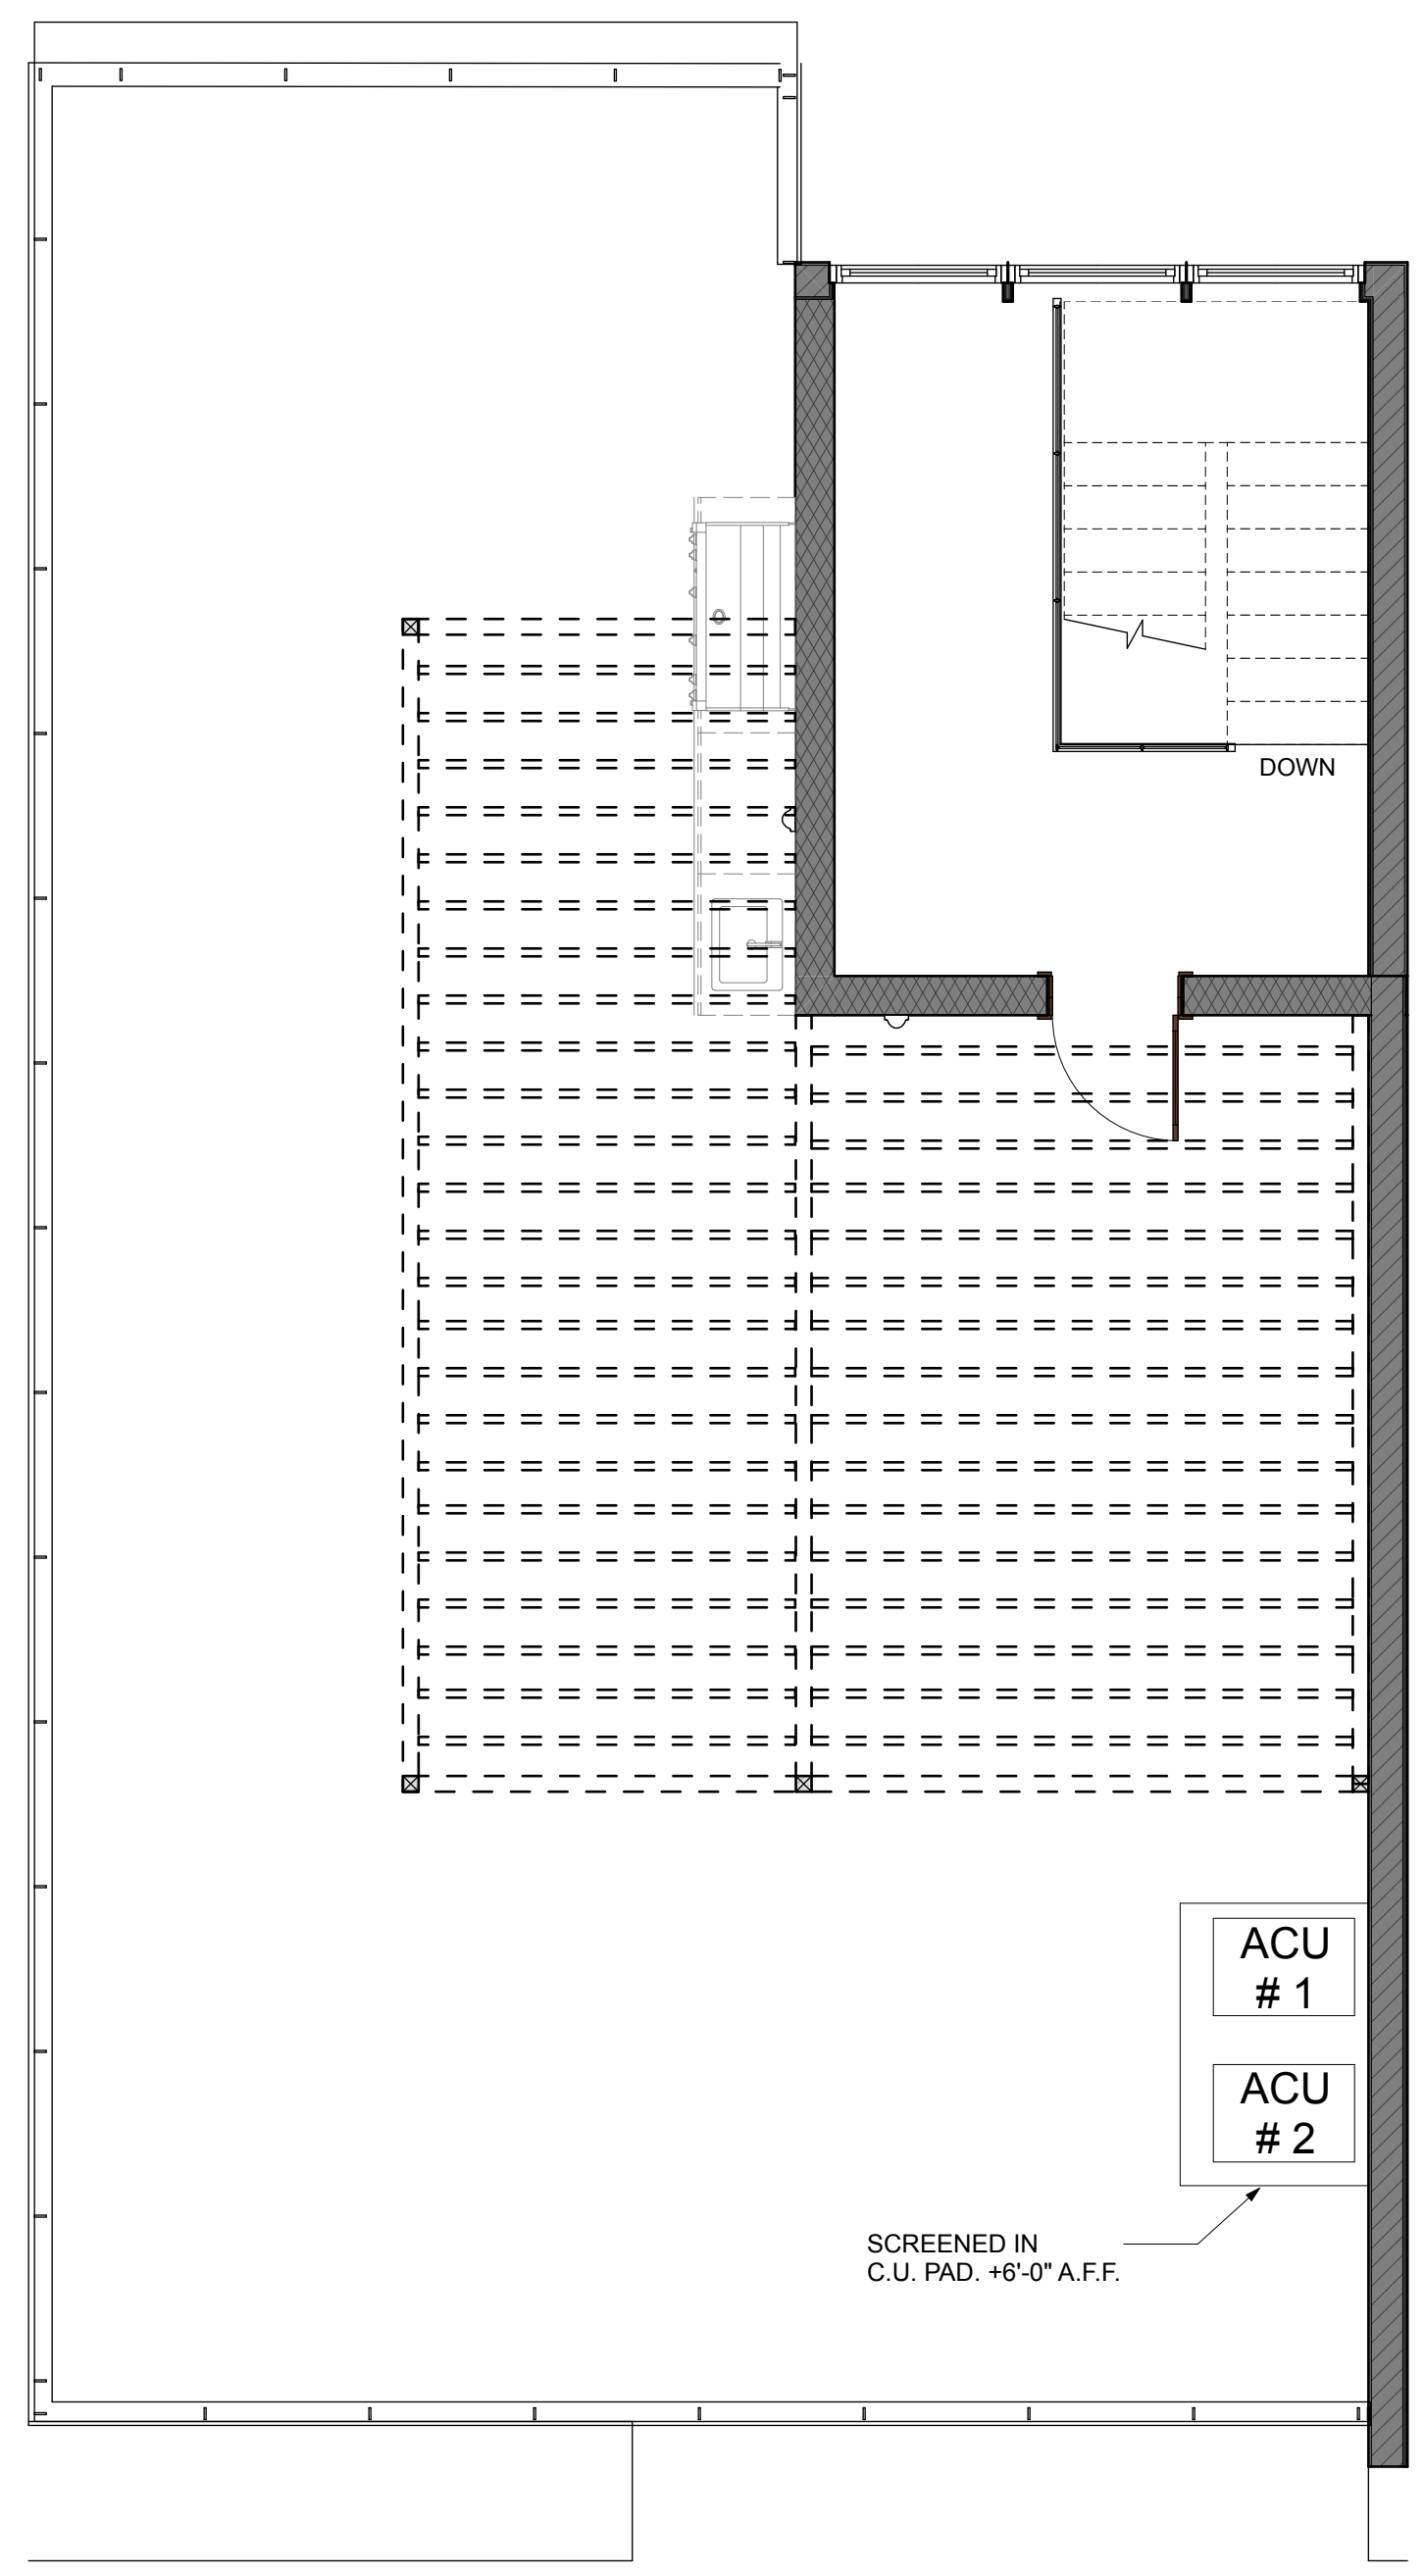 DOWN
ACU
# 1
ACU
# 2
SCREENED IN
C.U. PAD. +6'-0" A.F.F.